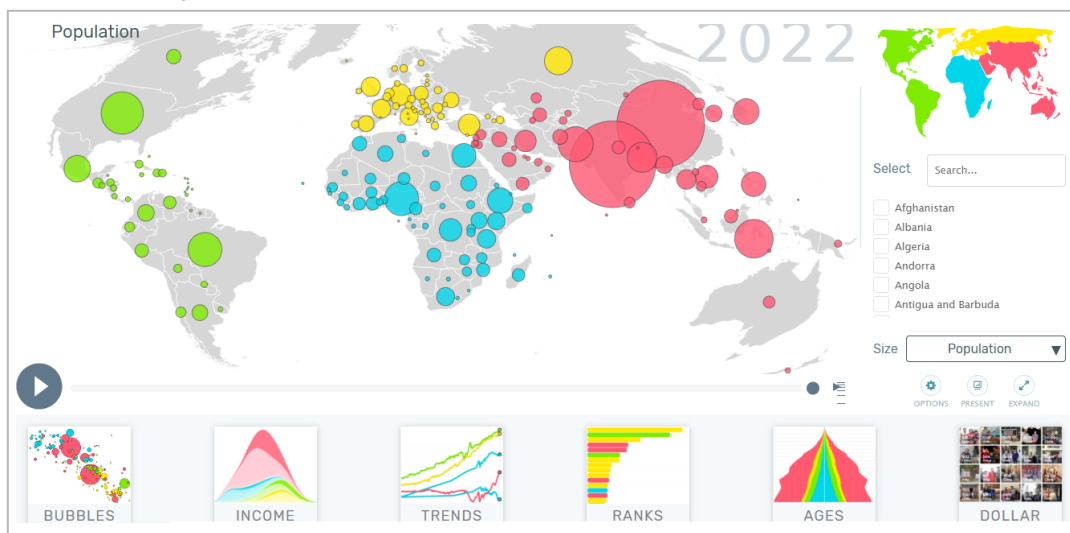 Population
2022
Select
Search...
Afghanistan
Albania
Algeria
Andorra
Angola
Antigua and Barbuda
Size
Population
OPTIONS
PRESENT
EXPAND
BUBBLES
INCOME
TRENDS
RANKS
AGES
DOLLAR